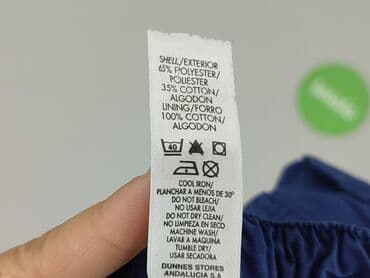 SHELL/EXTERIOR
65% POLYESTER/
POLIESTER
35% COTTON/
ALGODON
LINING/FORRO
100% COTTON/
ALGODON
40
COOL IRON/
PLANCHAR A MENOS DE 30°
DO NOT BLEACH/
NO USAR LEJIA
DO NOT DRY CLEAN/
NO LIMPIEZA EN SECO
MACHINE WASH/
LAVAR A MAQUINA
TUMBLE DRY/
USAR SECADORA
DUNNES STORES
ANDALUCIA S.A